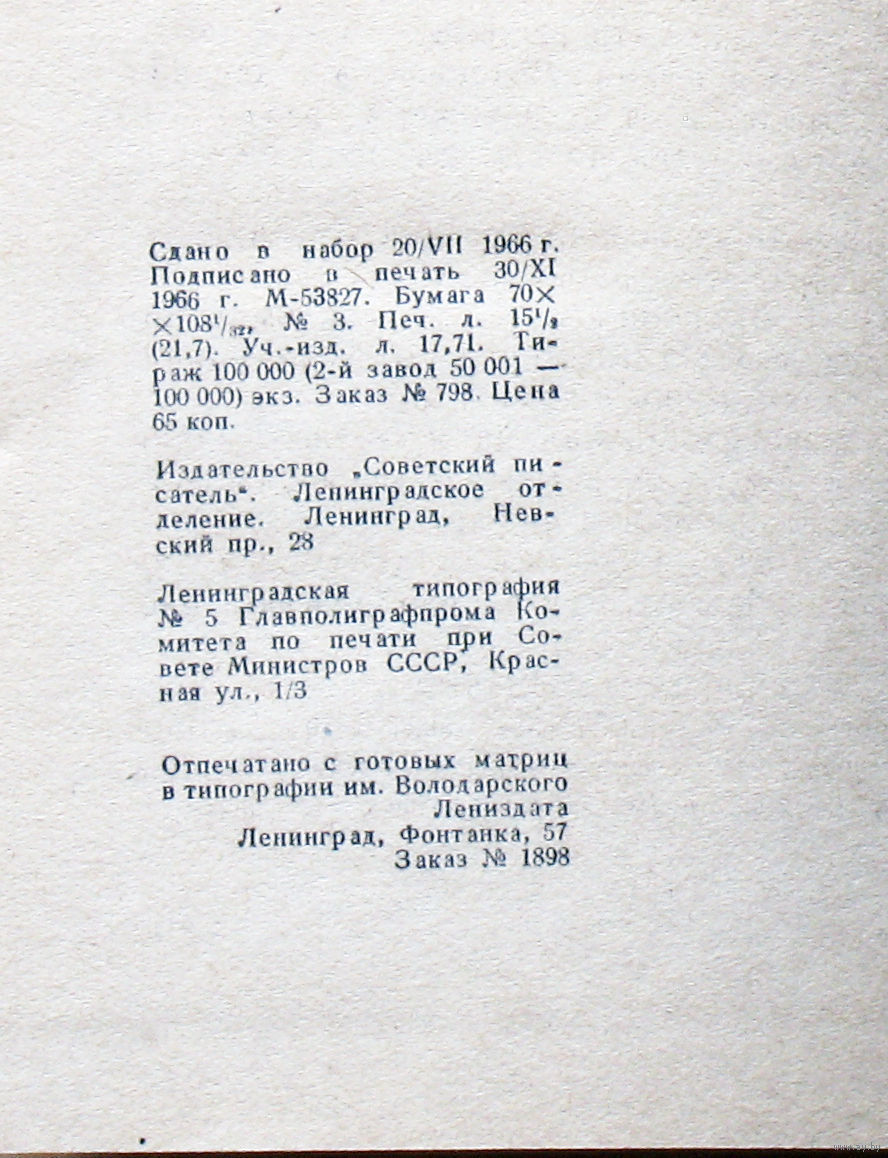 Сдано в набор 20/VII 1966 г.
Подписано в печать 30/XI
1966 г. М-53827. Бумага 70×
×108¹/₃₂, № 3. Печ. л. 15¹/₂
(21,7). Уч.-изд. л. 17,71. Ти-
раж 100 000 (2-й завод 50 001 —
100 000) экз. Заказ № 798. Цена
65 коп.
Издательство „Советский пи-
сатель“. Ленинградское от-
деление. Ленинград, Нев-
ский пр., 28
Ленинградская типография
№ 5 Главполиграфпрома Ко-
митета по печати при Со-
вете Министров СССР, Крас-
ная ул., 1/3
Отпечатано с готовых матриц
в типографии им. Володарского
Лениздата
Ленинград, Фонтанка, 57
Заказ № 1898
www.ay.by